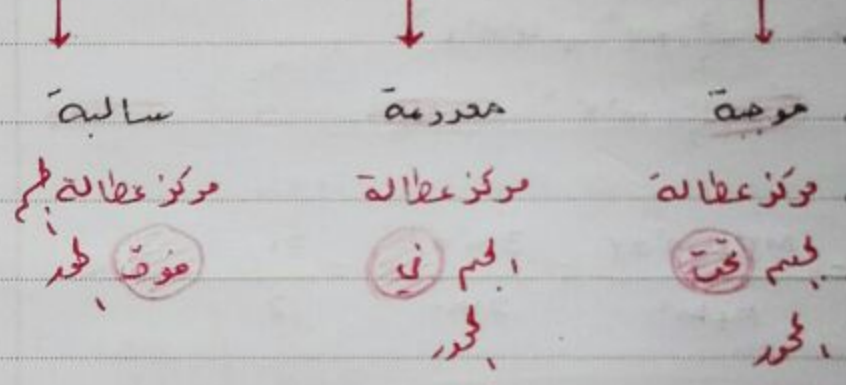 موجبة معدومة سالبة
مركز عطالة مركز عطالة مركز عطالة الجسم
الجسم تحت الجسم في فوق المحور
المحور المحور